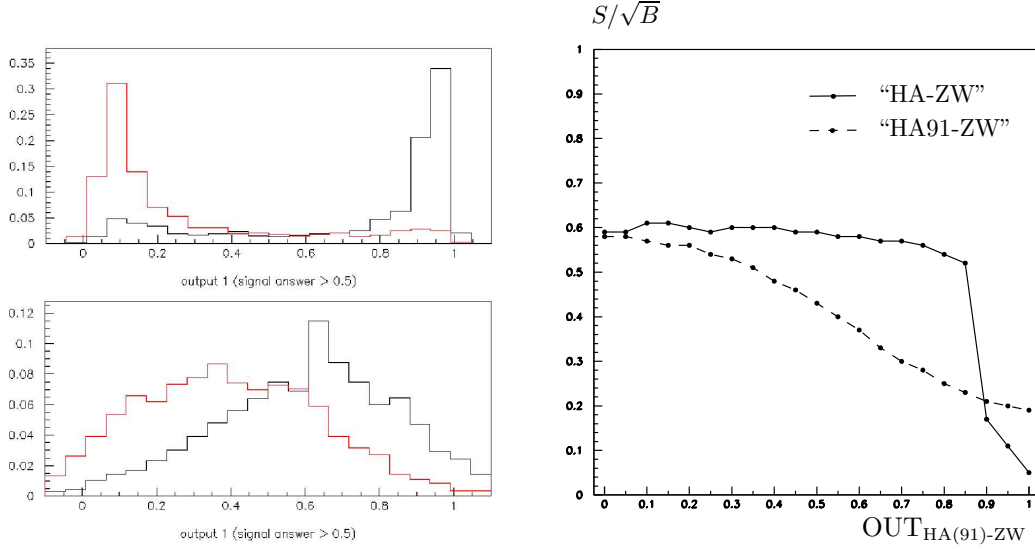 S/√B
0.35
0.3
0.25
0.2
0.15
0.1
0.05
0
0 0.2 0.4 0.6 0.8 1
output 1 (signal answer > 0.5)
0.12
0.1
0.08
0.06
0.04
0.02
0
0 0.2 0.4 0.6 0.8 1
output 1 (signal answer > 0.5)
1
0.9
0.8
0.7
0.6
0.5
0.4
0.3
0.2
0.1
0
“HA-ZW”
“HA91-ZW”
0 0.1 0.2 0.3 0.4 0.5 0.6 0.7 0.8 0.9 1
OUT HA(91)-ZW